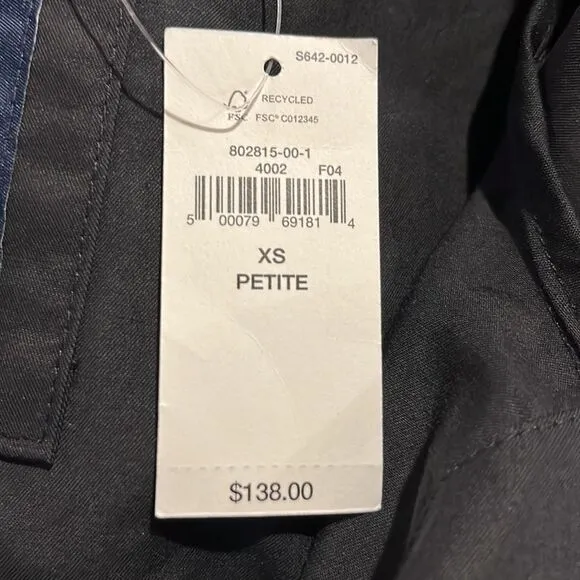 S642-0012
RECYCLED
FSC FSC® C012345
802815-00-1
4002 F04
5 00079 69181 4
XS
PETITE
$138.00